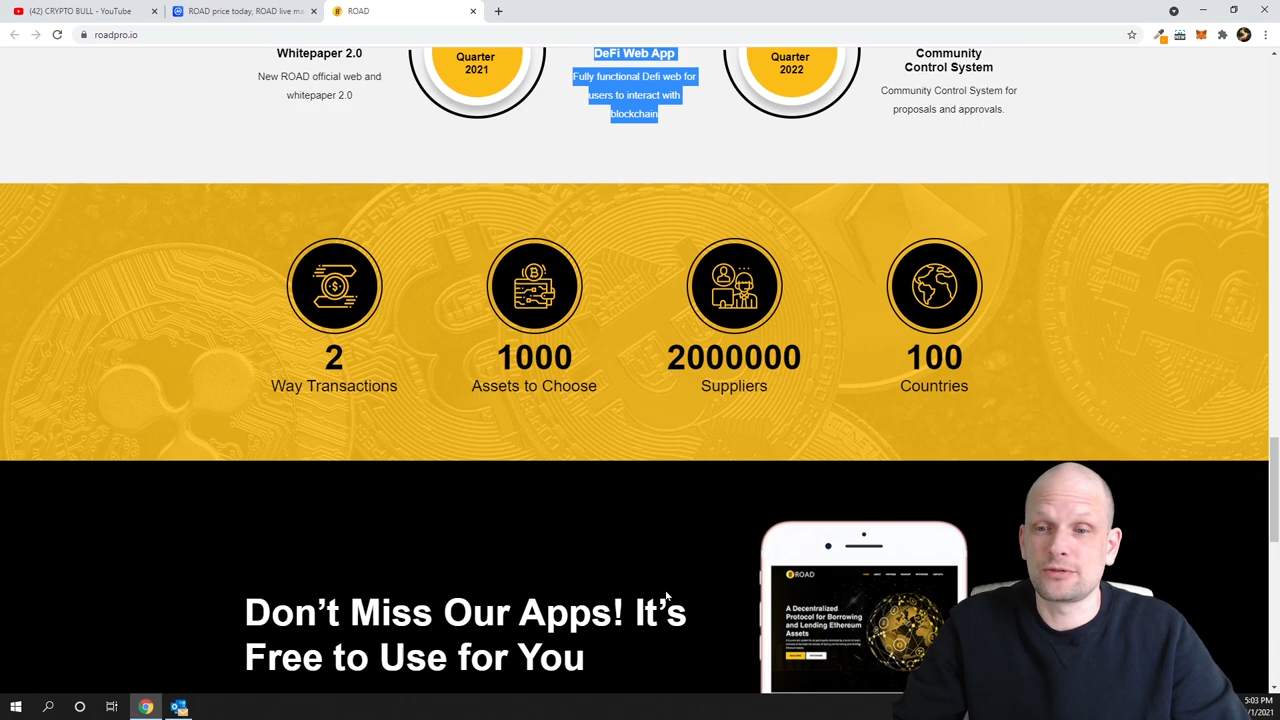 (42) CRYPTO BULL - YouTube
ROAD price today, ROAD live ma
ROAD
roadpro.io
Whitepaper 2.0
New ROAD official web and
whitepaper 2.0
Quarter
2021
DeFi Web App
Fully functional Defi web for
users to interact with
blockchain
Quarter
2022
Community
Control System
Community Control System for
proposals and approvals.
2
Way Transactions
1000
Assets to Choose
2000000
Suppliers
100
Countries
Don't Miss Our Apps! It's
Free to Use for You
ROAD
A Decentralized
Protocol for Borrowing
and Lending Ethereum
Assets
5:03 PM
/1/2021